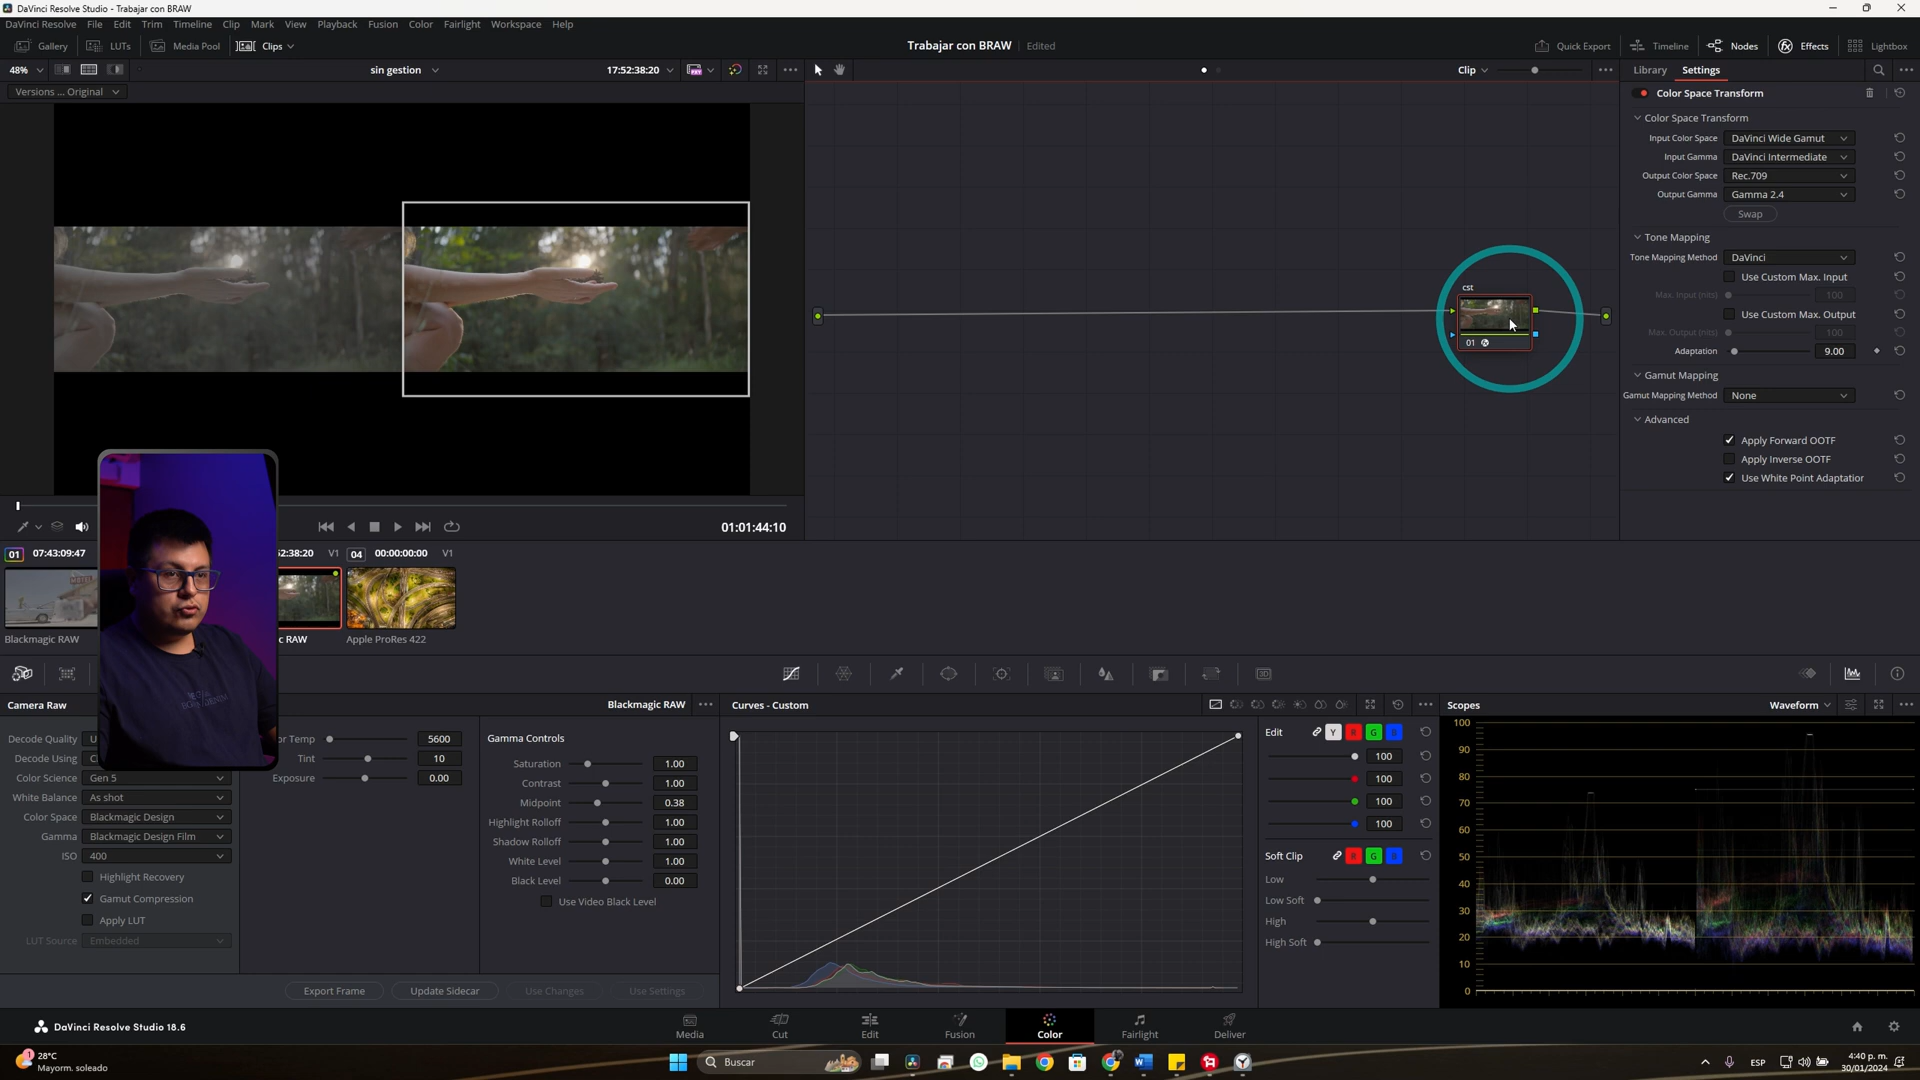 DaVinci Resolve Studio - Trabajar con BRAW
DaVinci Resolve File Edit Trim Timeline Clip Mark View Playback Fusion Color Fairlight Workspace Help
Gallery LUTs Media Pool Clips Trabajar con BRAW Edited Quick Export Timeline Nodes Effects Lightbox
48% sin gestion 17:52:38:20 Clip Library Settings
Versions ... Original
Color Space Transform
Color Space Transform
Input Color Space DaVinci Wide Gamut
Input Gamma DaVinci Intermediate
Output Color Space Rec.709
Output Gamma Gamma 2.4
Swap
Tone Mapping
Tone Mapping Method DaVinci
Use Custom Max. Input
Max. Input (nits) 100
Use Custom Max. Output
Max. Output (nits) 100
Adaptation 9.00
Gamut Mapping
Gamut Mapping Method None
Advanced
Apply Forward OOTF
Apply Inverse OOTF
Use White Point Adaptation
cst
01
01:01:44:10
01 07:43:09:47 52:38:20 V1 04 00:00:00:00 V1
Blackmagic RAW c RAW Apple ProRes 422
Camera Raw Blackmagic RAW
Decode Quality
Decode Using
Color Science Gen 5
White Balance As shot
Color Space Blackmagic Design
Gamma Blackmagic Design Film
ISO 400
Highlight Recovery
Gamut Compression
Apply LUT
LUT Source Embedded
or Temp 5600
Tint 10
Exposure 0.00
Gamma Controls
Saturation 1.00
Contrast 1.00
Midpoint 0.38
Highlight Rolloff 1.00
Shadow Rolloff 1.00
White Level 1.00
Black Level 0.00
Use Video Black Level
Export Frame Update Sidecar Use Changes Use Settings
Curves - Custom
Edit Y R G B
100
100
100
100
Soft Clip R G B
Low
Low Soft
High
High Soft
Scopes Waveform
100
90
80
70
60
50
40
30
20
10
0
DaVinci Resolve Studio 18.6
Media Cut Edit Fusion Color Fairlight Deliver
1 28°C
Mayorm. soleado
Buscar
ESP
4:40 p. m.
30/01/2024